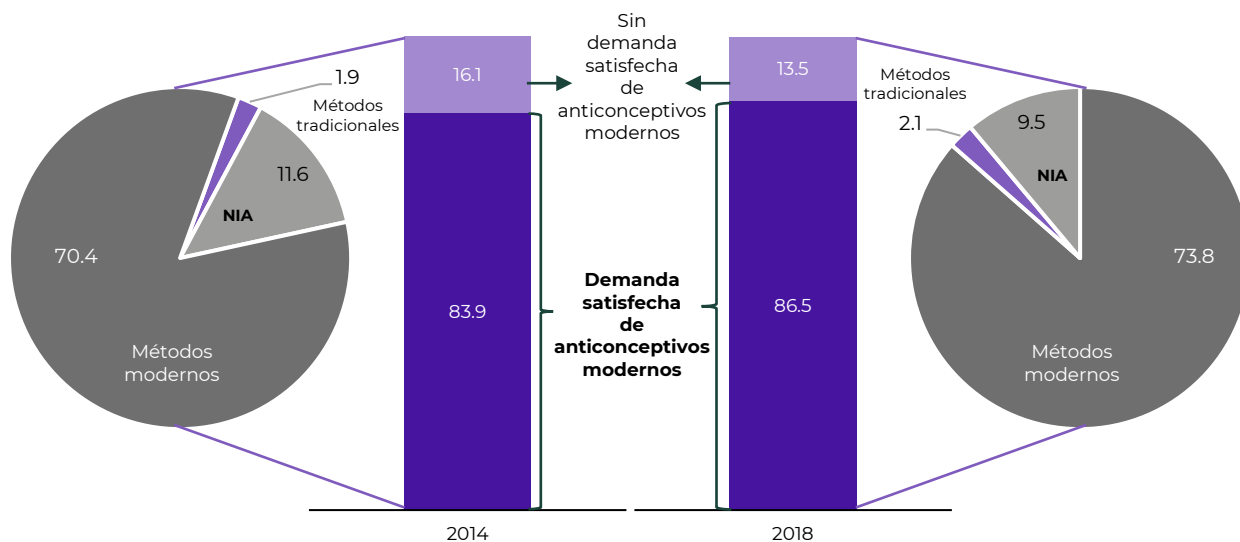 1.9
Métodos
tradicionales
11.6
NIA
70.4
Métodos
modernos
16.1
83.9
2014
Sin
demanda
satisfecha
de
anticonceptivos
modernos
Demanda
satisfecha
de
anticonceptivos
modernos
13.5
86.5
2018
Métodos
tradicionales
2.1
9.5
NIA
73.8
Métodos
modernos